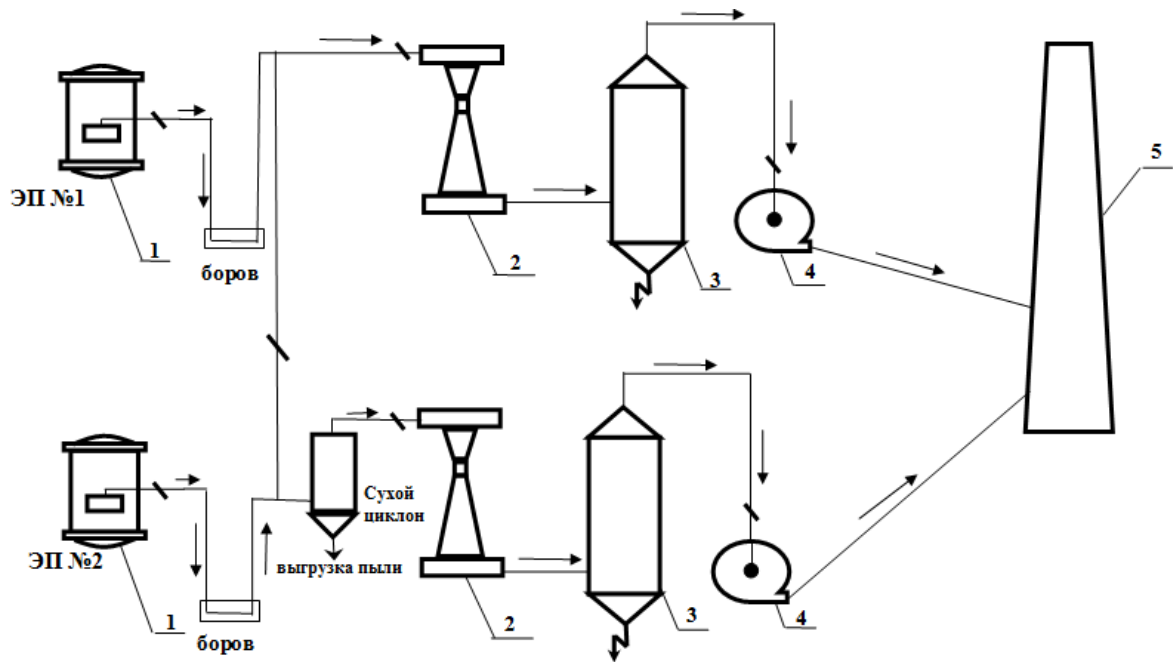 5
ЭП №1
1
боров
2
3
4
Сухой
циклон
ЭП №2
выгрузка пыли
1
боров
2
3
4